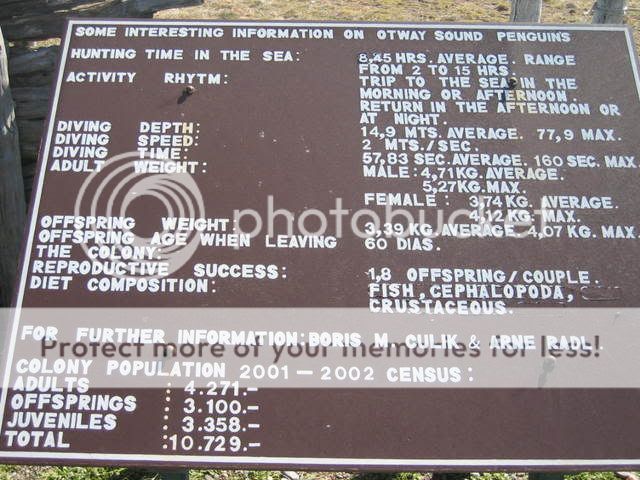 SOME INTERESTING INFORMATION ON OTWAY SOUND PENGUINS
HUNTING TIME IN THE SEA: 8,45 HRS. AVERAGE. RANGE
FROM 2 TO 15 HRS.
ACTIVITY RHYTM: TRIP TO THE SEA IN THE
MORNING OR AFTERNOON.
RETURN IN THE AFTERNOON OR
AT NIGHT.
DIVING DEPTH: 14,9 MTS. AVERAGE. 77,9 MAX.
DIVING SPEED: 2 MTS./SEC.
DIVING TIME: 57,83 SEC. AVERAGE. 160 SEC. MAX.
ADULT WEIGHT: MALE: 4,71 KG. AVERAGE.
5,27 KG. MAX.
FEMALE: 3,74 KG. AVERAGE
4,12 KG. MAX.
OFFSPRING WEIGHT: 3,39 KG. AVERAGE. 4,07 KG. MAX.
OFFSPRING AGE WHEN LEAVING 60 DIAS.
THE COLONY:
REPRODUCTIVE SUCCESS: 1,8 OFFSPRING/COUPLE.
DIET COMPOSITION: FISH, CEPHALOPODA,
CRUSTACEOUS.
FOR FURTHER INFORMATION: BORIS M. CULIK & ARNE RADL.
COLONY POPULATION 2001-2002 CENSUS:
ADULTS : 4.271.-
OFFSPRINGS : 3.100.-
JUVENILES : 3.358.-
TOTAL : 10.729.-
photobucket
Protect more of your memories for less!